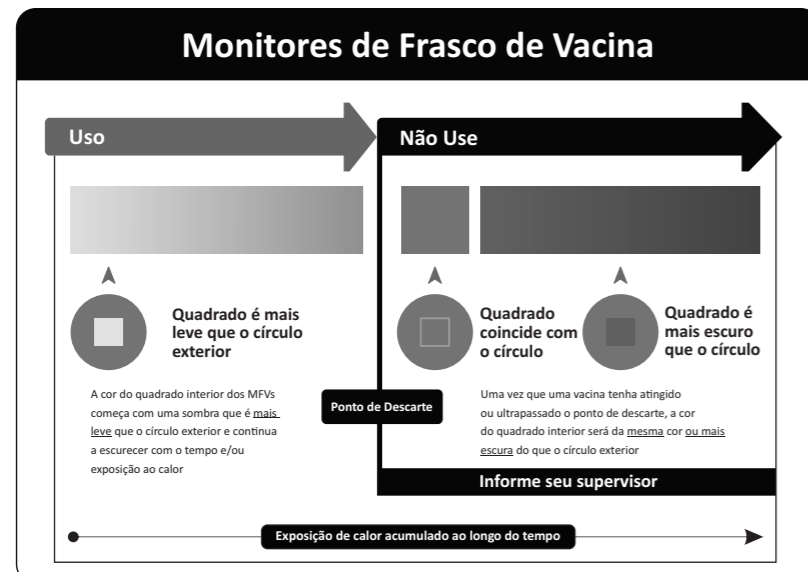 Monitores de Frasco de Vacina
Uso
Não Use
Quadrado é mais
leve que o círculo
exterior
Quadrado
coincide com
o círculo
Quadrado é
mais escuro
que o círculo
A cor do quadrado interior dos MFVs
começa com uma sombra que é mais
leve que o círculo exterior e continua
a escurecer com o tempo e/ou
exposição ao calor
Ponto de Descarte
Uma vez que uma vacina tenha atingido
ou ultrapassado o ponto de descarte, a cor
do quadrado interior será da mesma cor ou mais
escura do que o círculo exterior
Informe seu supervisor
Exposição de calor acumulado ao longo do tempo